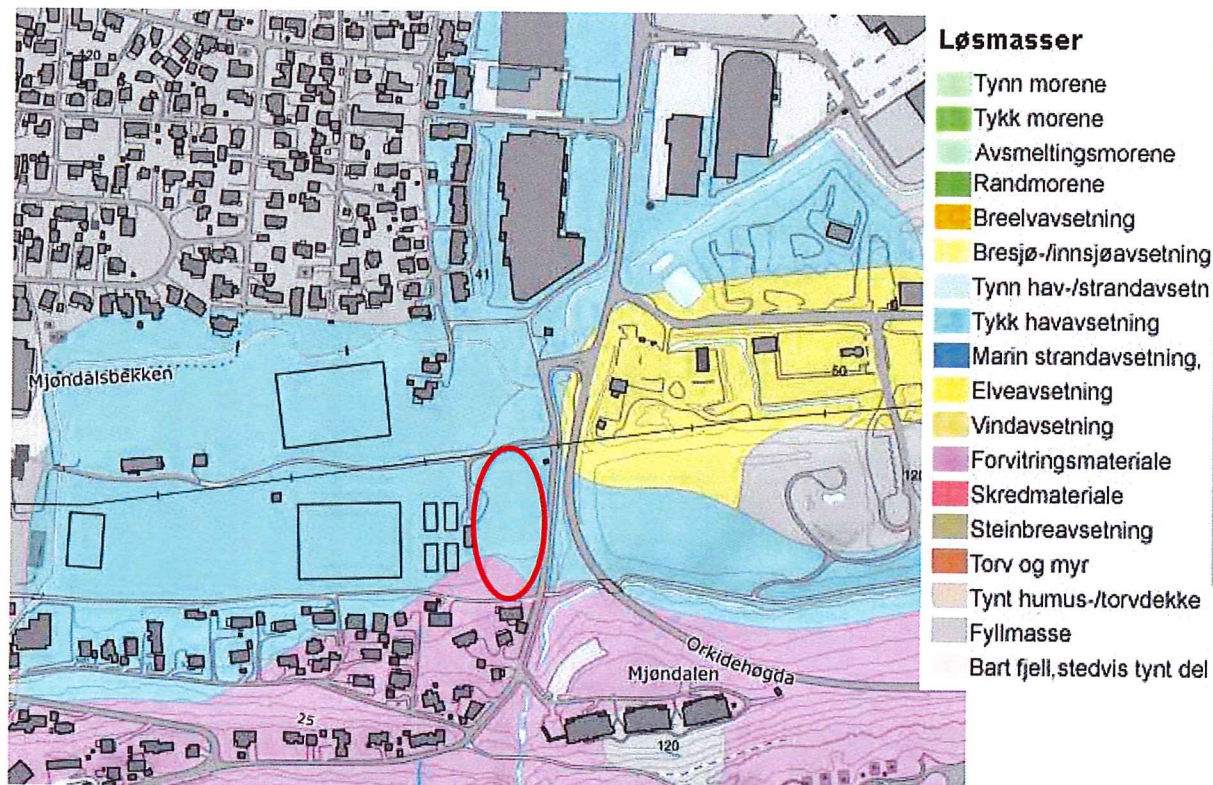 120
41
Mjøndalsbekken
50
120
Orkidehøgda
Mjøndalen
25
120
Løsmasser
Tynn morene
Tykk morene
Avsmeltingsmorene
Randmorene
Breelvavsetning
Bresjø-/innsjøavsetning
Tynn hav-/strandavsetn
Tykk havavsetning
Marin strandavsetning,
Elveavsetning
Vindavsetning
Forvitringsmateriale
Skredmateriale
Steinbreavsetning
Torv og myr
Tynt humus-/torvdekke
Fyllmasse
Bart fjell,stedvis tynt del